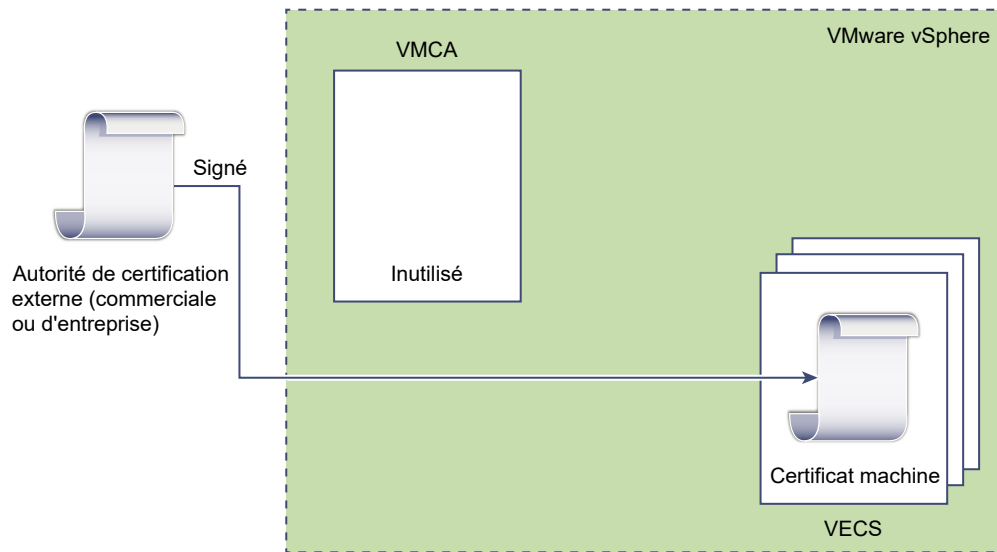 VMware vSphere
VMCA
Signé
Autorité de certification
externe (commerciale
ou d'entreprise)
Inutilisé
Certificat machine
VECS